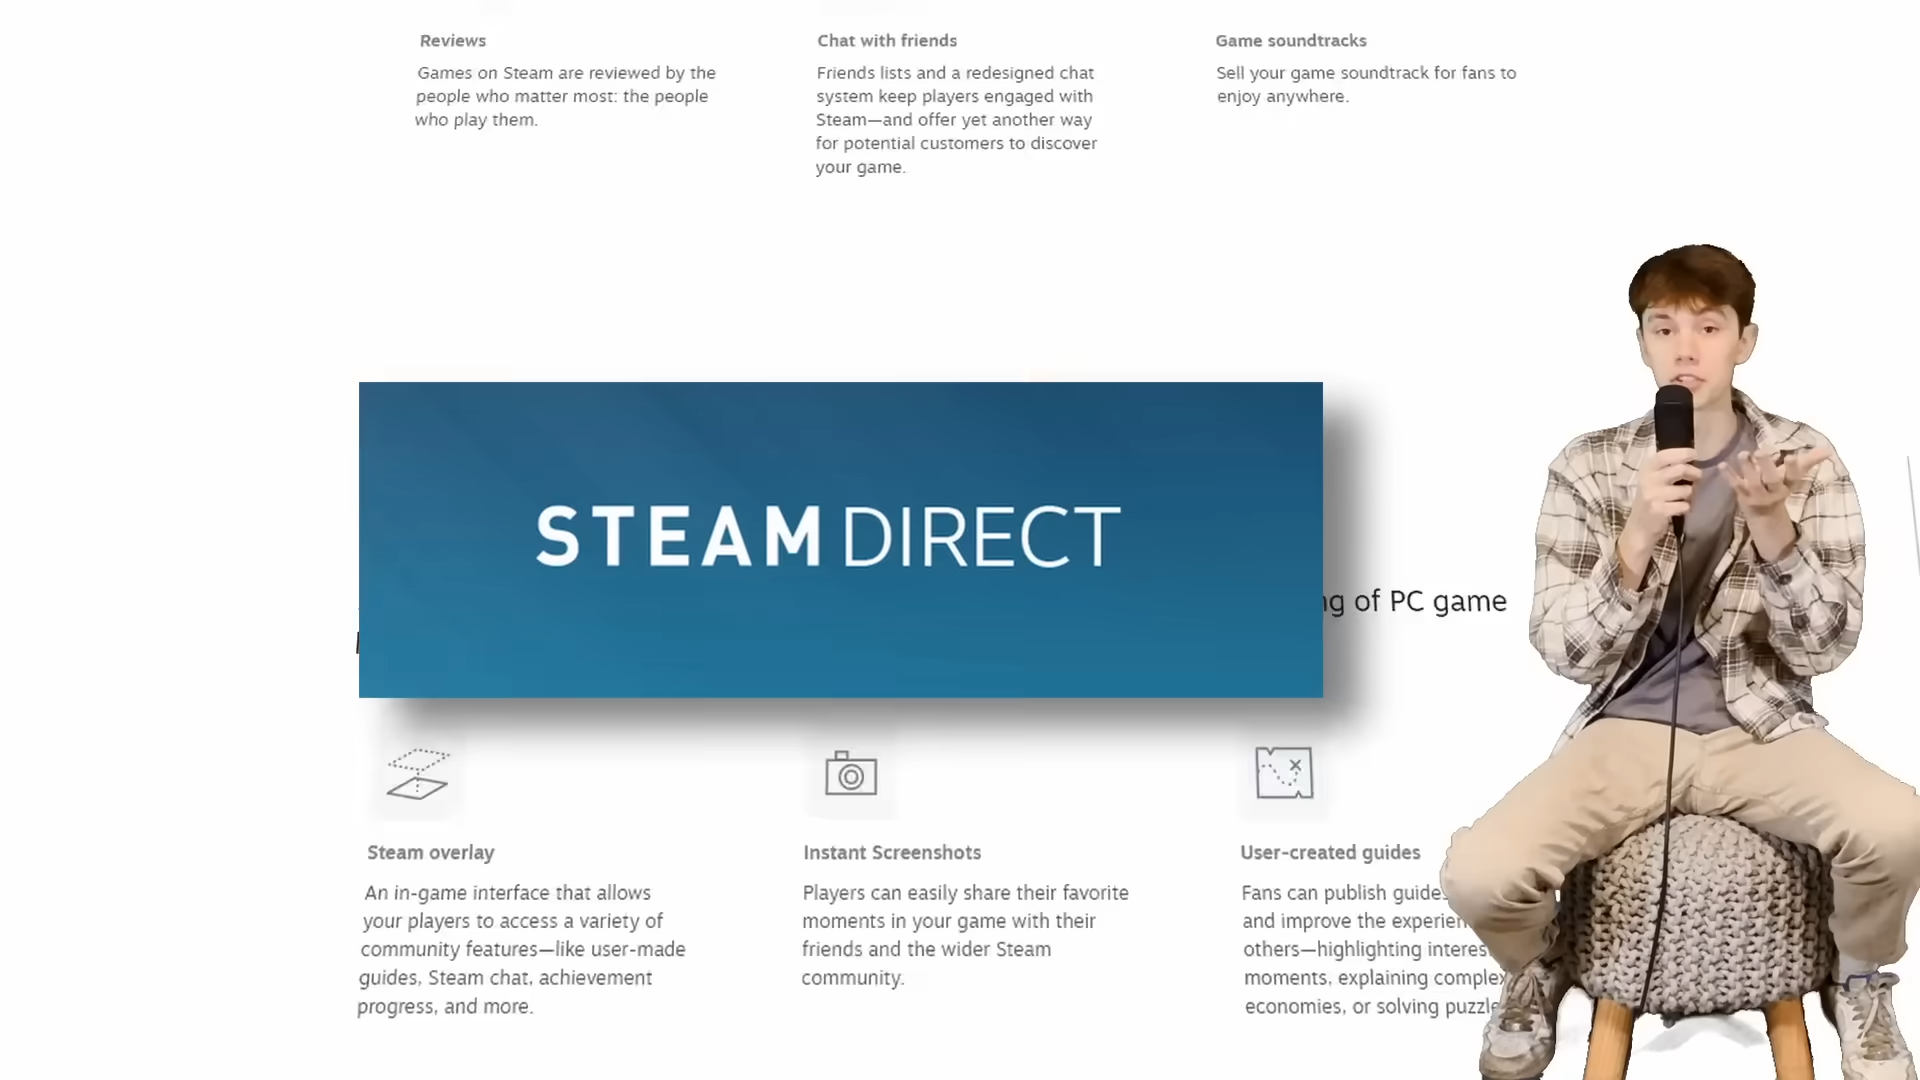 Reviews
Games on Steam are reviewed by the
people who matter most: the people
who play them.
Chat with friends
Friends lists and a redesigned chat
system keep players engaged with
Steam—and offer yet another way
for potential customers to discover
your game.
Game soundtracks
Sell your game soundtrack for fans to
enjoy anywhere.
STEAM DIRECT
of PC game
Steam overlay
An in-game interface that allows
your players to access a variety of
community features—like user-made
guides, Steam chat, achievement
progress, and more.
Instant Screenshots
Players can easily share their favorite
moments in your game with their
friends and the wider Steam
community.
User-created guides
Fans can publish
and improve the
others—highlighting
moments, explaining
economies, or solving